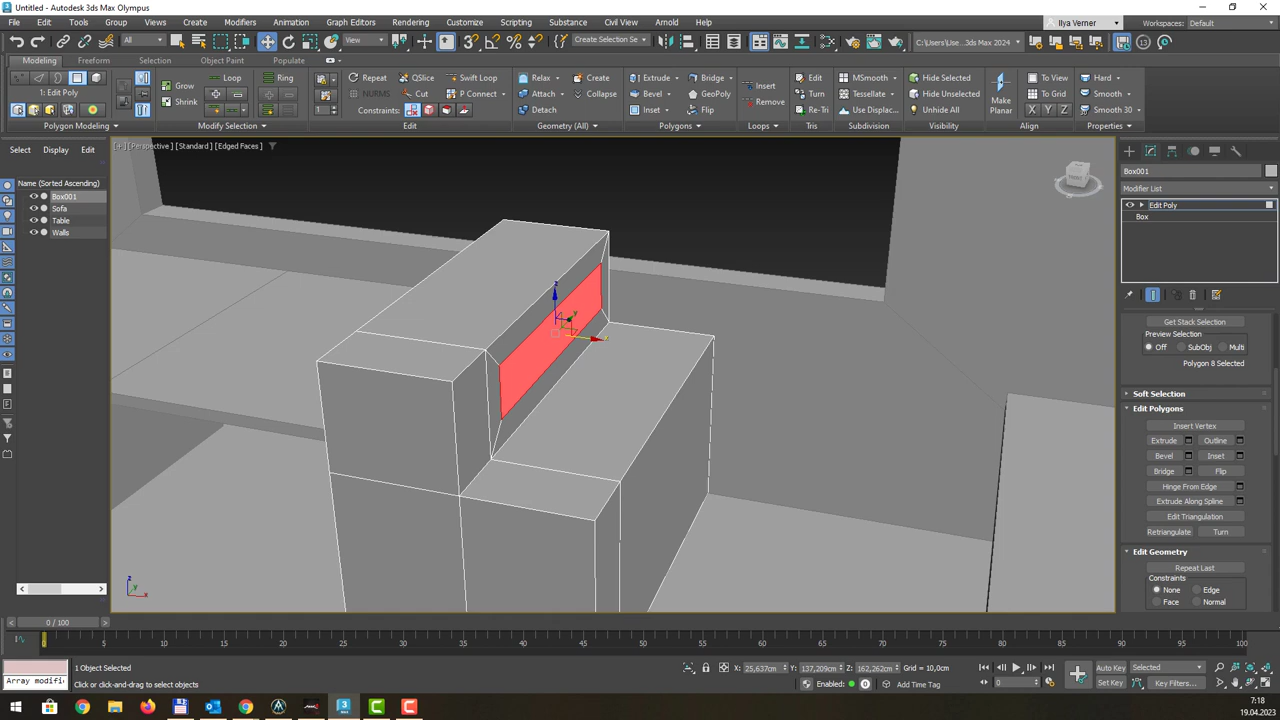 Untitled - Autodesk 3ds Max Olympus
File Edit Tools Group Views Create Modifiers Animation Graph Editors Rendering Customize Scripting Substance Civil View Arnold Help Ilya Verner Workspaces: Default
All View Create Selection Se C:\Use...3ds Max 2024
Modeling Freeform Selection Object Paint Populate
Grow Loop Ring Repeat QSlice Swift Loop Relax Create Extrude Bridge Insert Edit MSmooth Hide Selected To View Hard
1: Edit Poly Shrink NURMS Cut P Connect Attach Collapse Bevel GeoPoly Remove Turn Tessellate Hide Unselected Make Planar To Grid Smooth
Constraints: Detach Inset Flip Re-Tri Use Displac... Unhide All X Y Z Smooth 30
Polygon Modeling Modify Selection Edit Geometry (All) Polygons Loops Tris Subdivision Visibility Align Properties
Select Display Edit
[+] [Perspective] [Standard] [Edged Faces]
Name (Sorted Ascending)
Box001
Sofa
Table
Walls
Box001
Modifier List
Edit Poly
Box
Get Stack Selection
Preview Selection
Off SubObj Multi
Polygon 8 Selected
Soft Selection
Edit Polygons
Insert Vertex
Extrude Outline
Bevel Inset
Bridge Flip
Hinge From Edge
Extrude Along Spline
Edit Triangulation
Retriangulate Turn
Edit Geometry
Repeat Last
Constraints
None Edge
Face Normal
0 / 100
0 5 10 15 20 25 30 35 40 45 50 55 60 65 70 75 80 85 90 95 100
1 Object Selected X: 25,637cm Y: 137,209cm Z: 162,262cm Grid = 10,0cm Auto Key Selected
Array modifi Click or click-and-drag to select objects Enabled: Add Time Tag 0 Set Key Key Filters...
7:18
19.04.2023